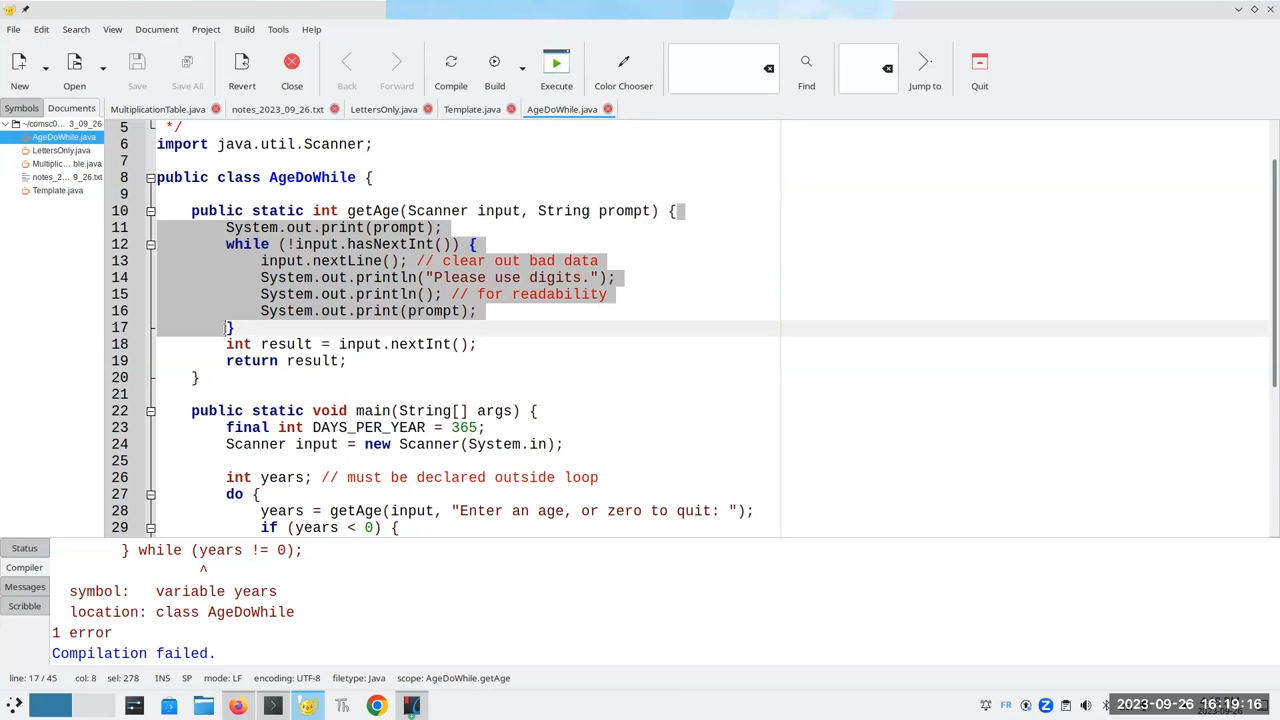 File Edit Search View Document Project Build Tools Help
New Open Save Save All Revert Close Back Forward Compile Build Execute Color Chooser Find Jump to Quit
Symbols Documents MultiplicationTable.java notes_2023_09_26.txt LettersOnly.java Template.java AgeDoWhile.java
~/comsc0... 3_09_26
AgeDoWhile.java
LettersOnly.java
Multiplic... ble.java
notes_2... 9_26.txt
Template.java
5 */
6 import java.util.Scanner;
7
8 public class AgeDoWhile {
9
10 public static int getAge(Scanner input, String prompt) {
11 System.out.print(prompt);
12 while (!input.hasNextInt()) {
13 input.nextLine(); // clear out bad data
14 System.out.println("Please use digits.");
15 System.out.println(); // for readability
16 System.out.print(prompt);
17 }
18 int result = input.nextInt();
19 return result;
20 }
21
22 public static void main(String[] args) {
23 final int DAYS_PER_YEAR = 365;
24 Scanner input = new Scanner(System.in);
25
26 int years; // must be declared outside loop
27 do {
28 years = getAge(input, "Enter an age, or zero to quit: ");
29 if (years < 0) {
Status
Compiler
Messages
Scribble
} while (years != 0);
^
symbol: variable years
location: class AgeDoWhile
1 error
Compilation failed.
line: 17 / 45 col: 8 sel: 278 INS SP mode: LF encoding: UTF-8 filetype: Java scope: AgeDoWhile.getAge
Th FR 2023-09-26 16:19:16